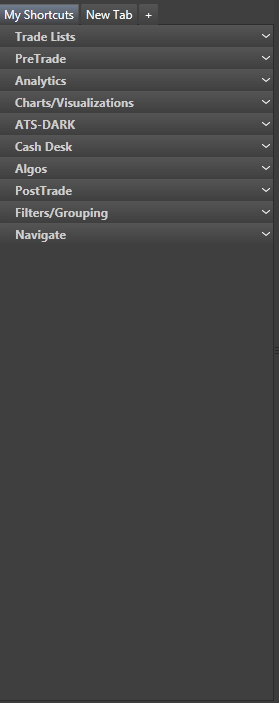 My Shortcuts New Tab +
Trade Lists
PreTrade
Analytics
Charts/Visualizations
ATS-DARK
Cash Desk
Algos
PostTrade
Filters/Grouping
Navigate